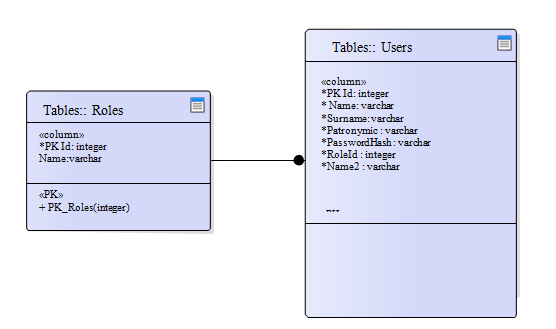 Tables:: Roles
«column»
*PK Id: integer
Name:varchar
«PK»
+ PK_Roles(integer)
Tables:: Users
«column»
*PK Id: integer
* Name: varchar
*Surname: varchar
*Patronymic : varchar
*PasswordHash : varchar
*RoleId : integer
*Name2 : varchar